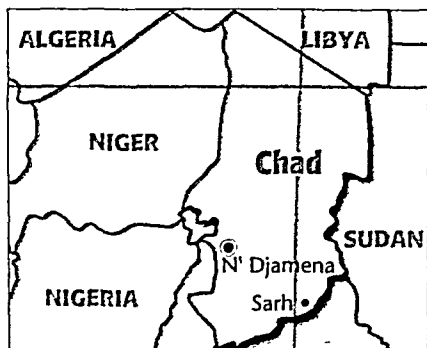 ALGERIA
LIBYA
NIGER
Chad
SUDAN
N' Djamena
NIGERIA
Sarh